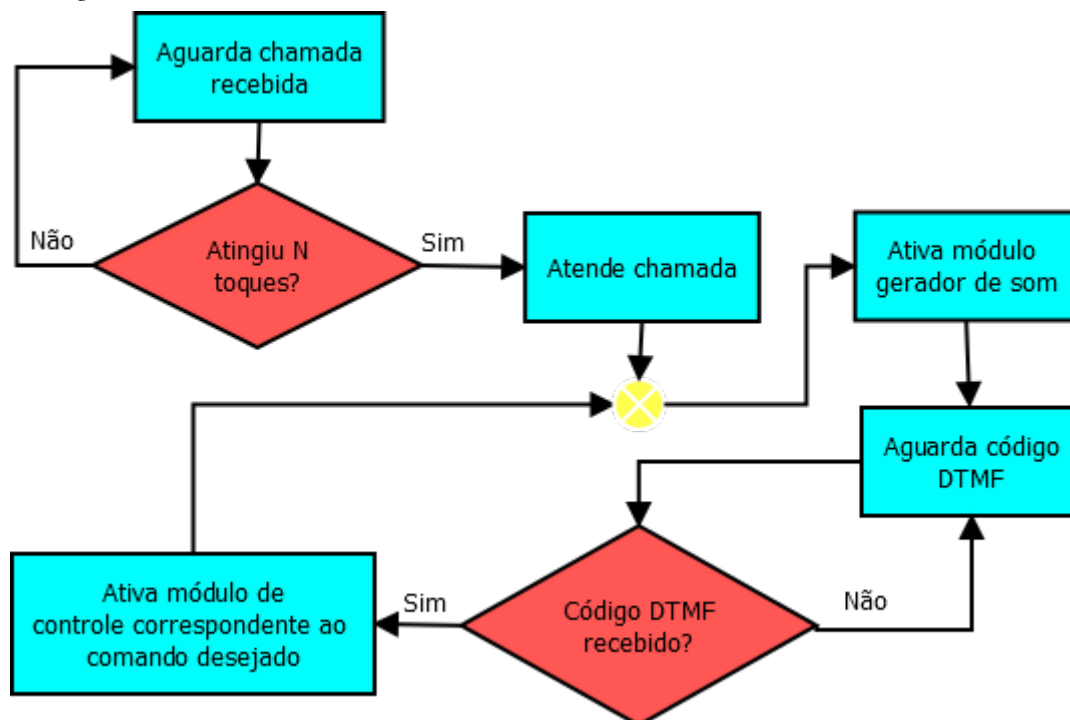 Aguarda chamada
recebida
Não
Atingiu N
toques?
Sim
Atende chamada
Ativa módulo
gerador de som
Aguarda código
DTMF
Ativa módulo de
controle correspondente ao
comando desejado
Sim
Código DTMF
recebido?
Não